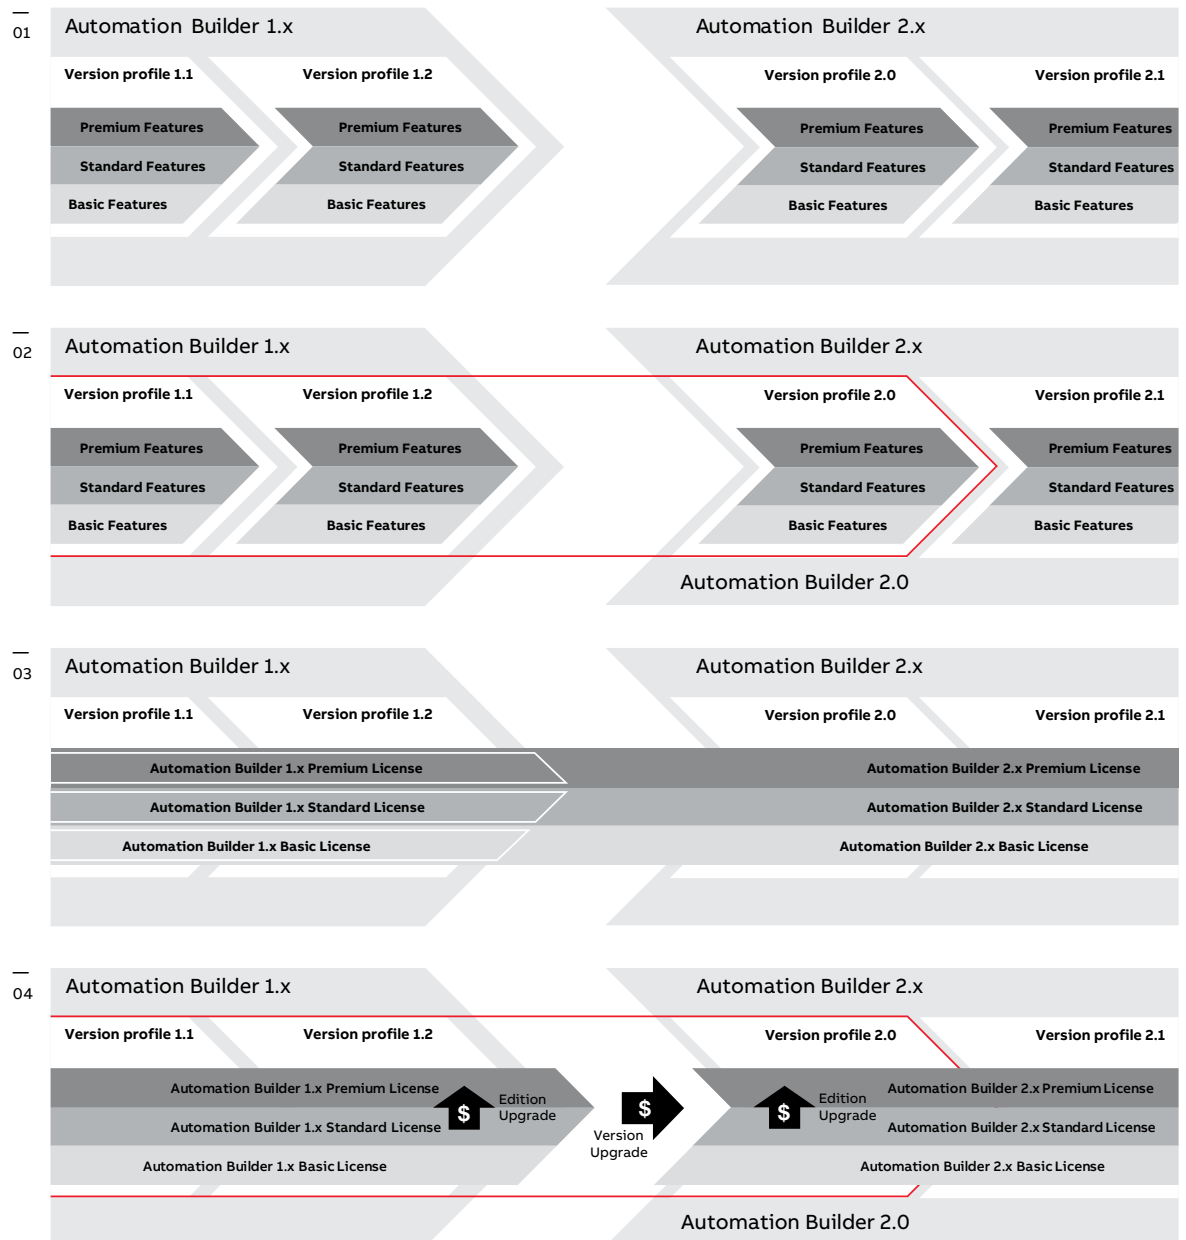 01
Automation Builder 1.x
Automation Builder 2.x
Version profile 1.1
Version profile 1.2
Version profile 2.0
Version profile 2.1
Premium Features
Premium Features
Premium Features
Premium Features
Standard Features
Standard Features
Standard Features
Standard Features
Basic Features
Basic Features
Basic Features
Basic Features
02
Automation Builder 1.x
Automation Builder 2.x
Version profile 1.1
Version profile 1.2
Version profile 2.0
Version profile 2.1
Premium Features
Premium Features
Premium Features
Premium Features
Standard Features
Standard Features
Standard Features
Standard Features
Basic Features
Basic Features
Basic Features
Basic Features
Automation Builder 2.0
03
Automation Builder 1.x
Automation Builder 2.x
Version profile 1.1
Version profile 1.2
Version profile 2.0
Version profile 2.1
Automation Builder 1.x Premium License
Automation Builder 2.x Premium License
Automation Builder 1.x Standard License
Automation Builder 2.x Standard License
Automation Builder 1.x Basic License
Automation Builder 2.x Basic License
04
Automation Builder 1.x
Automation Builder 2.x
Version profile 1.1
Version profile 1.2
Version profile 2.0
Version profile 2.1
Automation Builder 1.x Premium License
Automation Builder 2.x Premium License
$
Edition
Upgrade
$
Version
Upgrade
$
Edition
Upgrade
Automation Builder 1.x Standard License
Automation Builder 2.x Standard License
Automation Builder 1.x Basic License
Automation Builder 2.x Basic License
Automation Builder 2.0